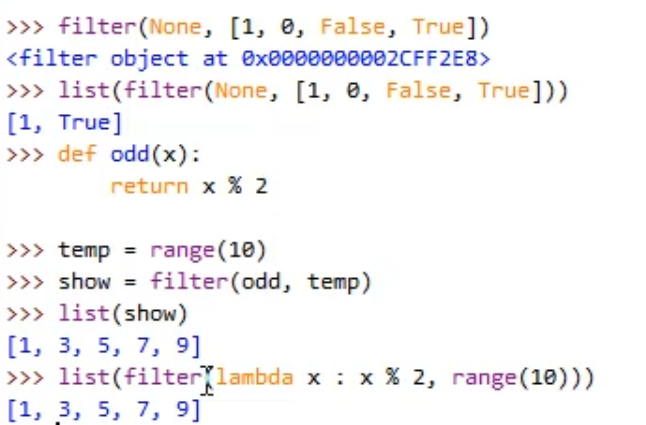 >>> filter(None, [1, 0, False, True])
<filter object at 0x0000000002CFF2E8>
>>> list(filter(None, [1, 0, False, True]))
[1, True]
>>> def odd(x):
        return x % 2
>>> temp = range(10)
>>> show = filter(odd, temp)
>>> list(show)
[1, 3, 5, 7, 9]
>>> list(filter(lambda x : x % 2, range(10)))
[1, 3, 5, 7, 9]